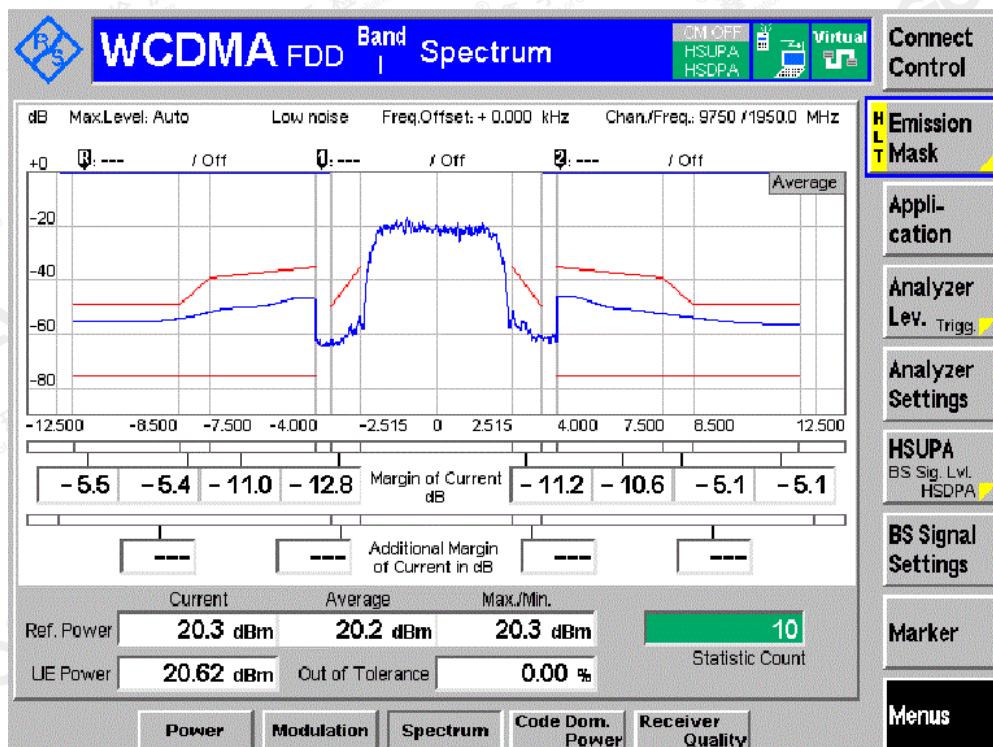 R S
WCDMA FDD Band I Spectrum
CM OFF
HSUPA
HSDPA
Virtual
Connect Control
dB Max.Level: Auto Low noise Freq.Offset: + 0.000 kHz Chan./Freq.: 9750 / 1950.0 MHz
H L T
Emission Mask
+0 R: --- / Off 1: --- / Off 2: --- / Off
Average
-20
-40
-60
-80
-12.500 -8.500 -7.500 -4.000 -2.515 0 2.515 4.000 7.500 8.500 12.500
Appli-
cation
Analyzer
Lev. Trigg.
Analyzer
Settings
-5.5 -5.4 -11.0 -12.8 Margin of Current dB -11.2 -10.6 -5.1 -5.1
HSUPA
BS Sig. Lvl.
HSDPA
--- --- Additional Margin of Current in dB --- ---
BS Signal
Settings
Current Average Max./Min.
Ref. Power 20.3 dBm 20.2 dBm 20.3 dBm 10
Statistic Count
UE Power 20.62 dBm Out of Tolerance 0.00 %
Marker
Menus
Power Modulation Spectrum Code Dom. Power Receiver Quality